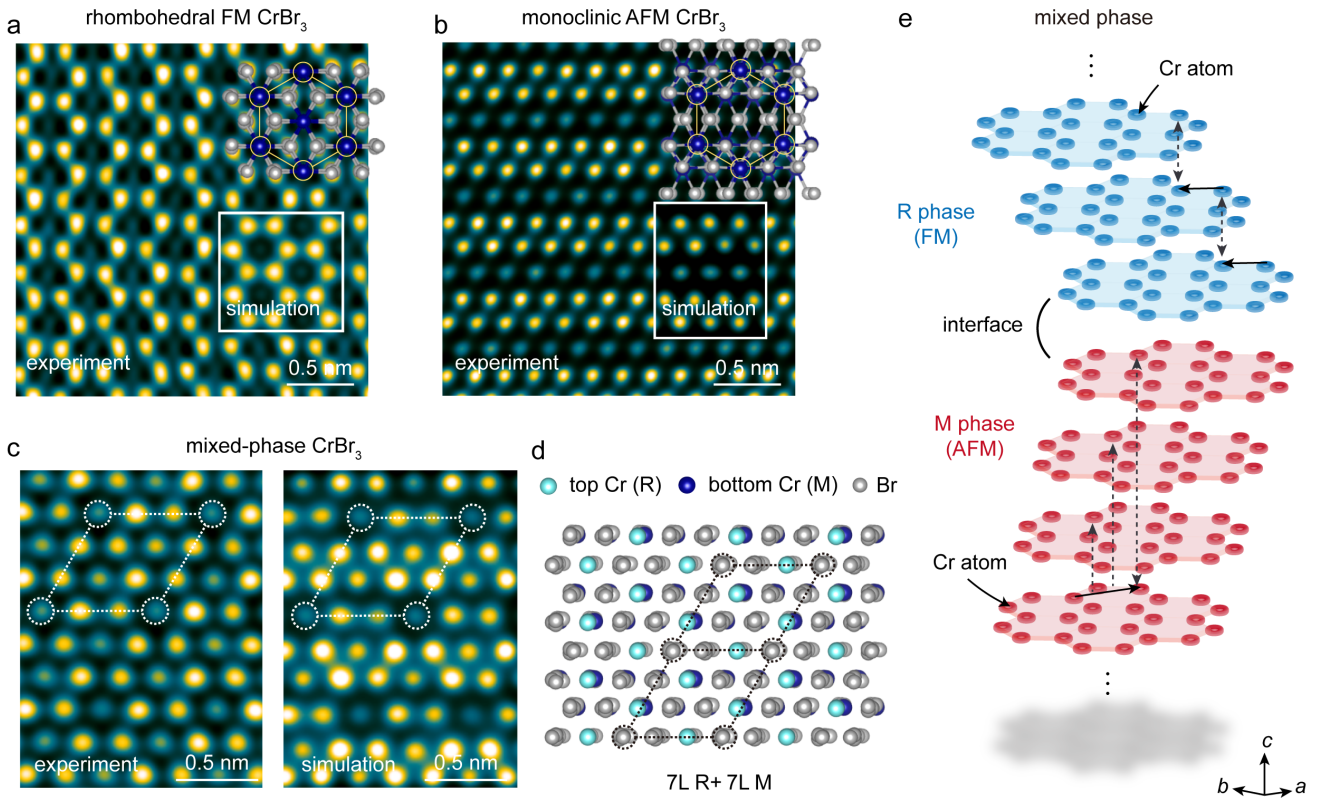 a
rhombohedral FM CrBr₃
simulation
experiment
0.5 nm
b
monoclinic AFM CrBr₃
simulation
experiment
0.5 nm
c
mixed-phase CrBr₃
experiment
0.5 nm
simulation
0.5 nm
d
top Cr (R)
bottom Cr (M)
Br
7L R+ 7L M
e
mixed phase
⋮
Cr atom
R phase
(FM)
interface
M phase
(AFM)
Cr atom
⋮
c
b
a